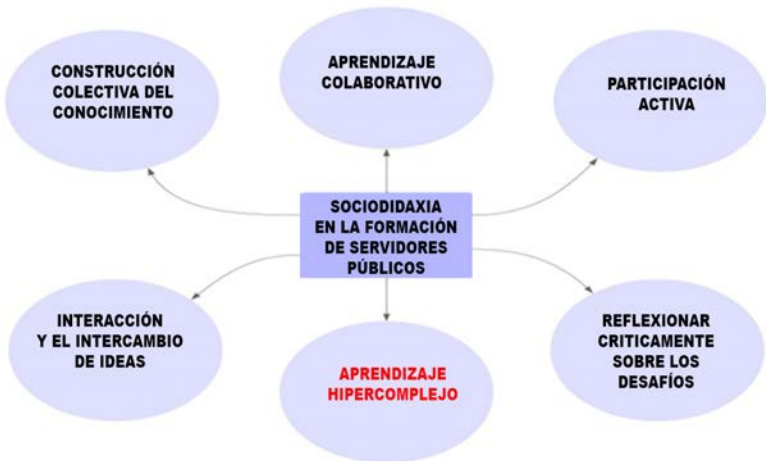 CONSTRUCCIÓN
COLECTIVA DEL
CONOCIMIENTO
APRENDIZAJE
COLABORATIVO
PARTICIPACIÓN
ACTIVA
SOCIODIDAXIA
EN LA FORMACIÓN
DE SERVIDORES
PÚBLICOS
INTERACCIÓN
Y EL INTERCAMBIO
DE IDEAS
APRENDIZAJE
HIPERCOMPLEJO
REFLEXIONAR
CRITICAMENTE
SOBRE LOS
DESAFÍOS